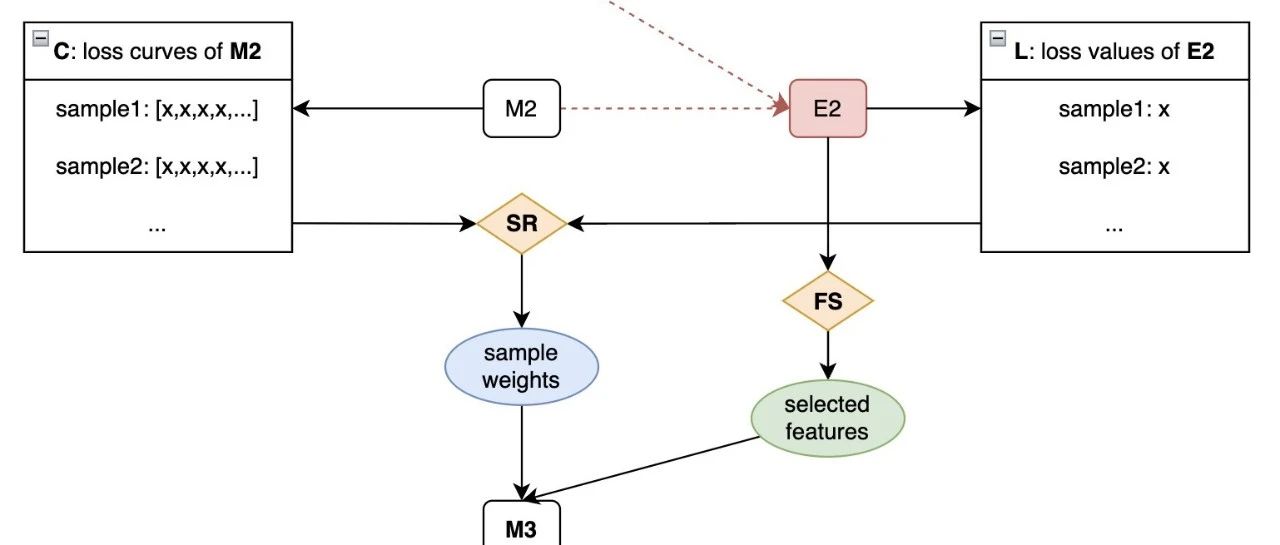 C: loss curves of M2
sample1: [x,x,x,x,...]
sample2: [x,x,x,x,...]
...
M2
E2
L: loss values of E2
sample1: x
sample2: x
...
SR
FS
sample
weights
selected
features
M3